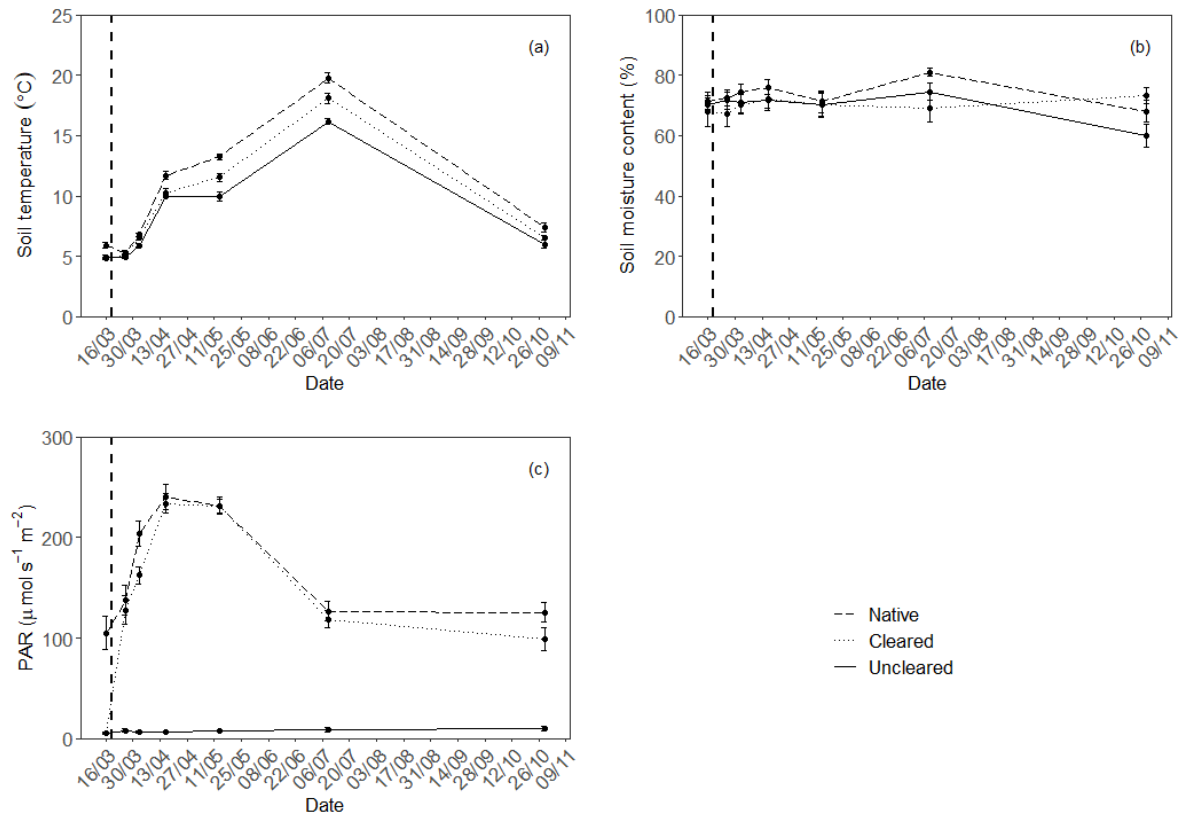 (a)
Soil temperature (°C)
25
20
15
10
5
0
16/03 30/03 13/04 27/04 11/05 25/05 08/06 22/06 06/07 20/07 03/08 17/08 31/08 14/09 28/09 12/10 26/10 09/11
Date
(b)
Soil moisture content (%)
100
80
60
40
20
0
16/03 30/03 13/04 27/04 11/05 25/05 08/06 22/06 06/07 20/07 03/08 17/08 31/08 14/09 28/09 12/10 26/10 09/11
Date
(c)
PAR (μ mol s⁻¹ m⁻²)
300
200
100
0
16/03 30/03 13/04 27/04 11/05 25/05 08/06 22/06 06/07 20/07 03/08 17/08 31/08 14/09 28/09 12/10 26/10 09/11
Date
Native
Cleared
Uncleared